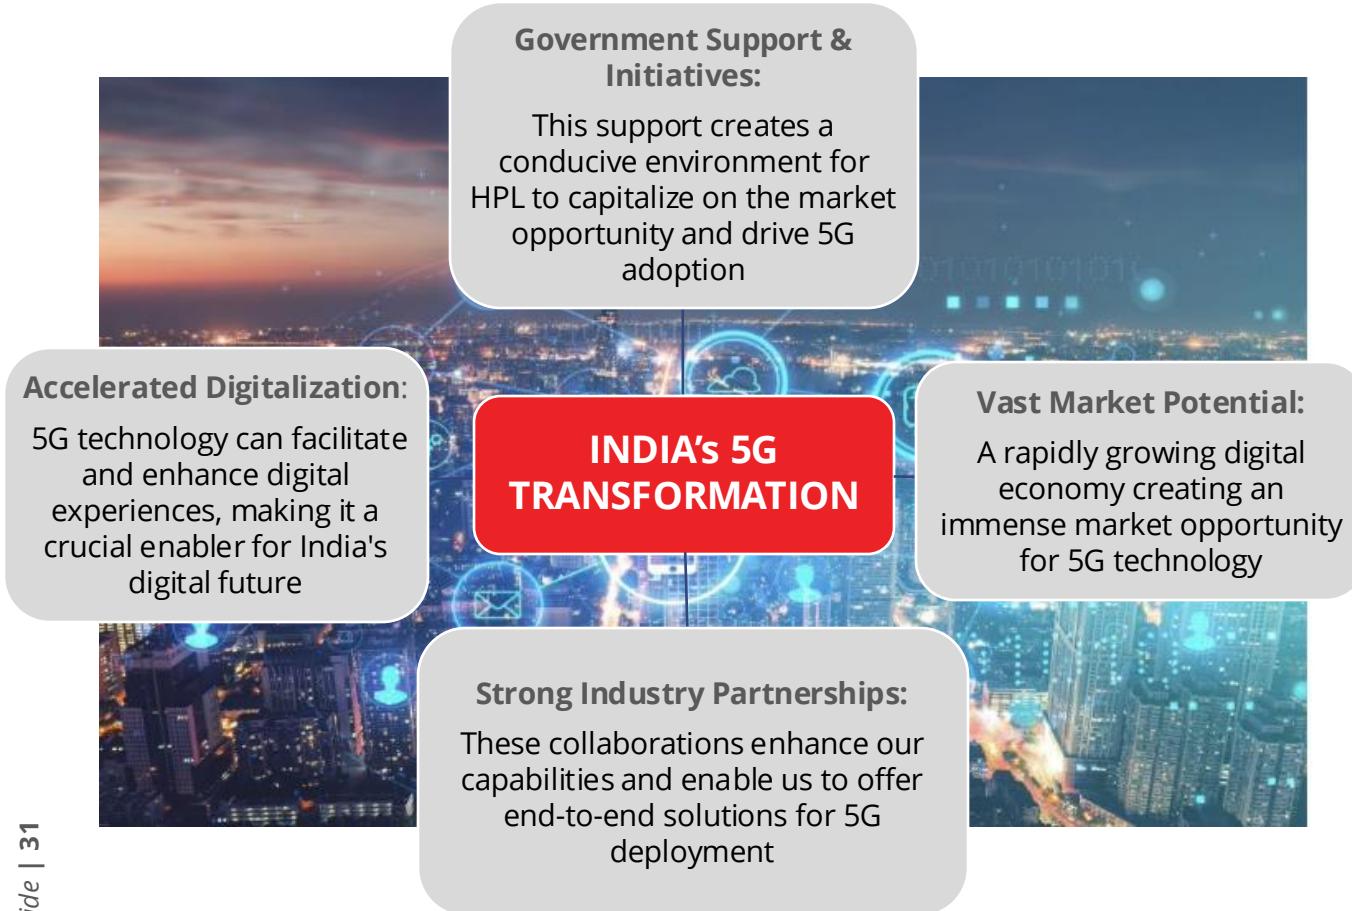 Government Support &
Initiatives:
This support creates a
conducive environment for
HPL to capitalize on the market
opportunity and drive 5G
adoption
Accelerated Digitalization:
5G technology can facilitate
and enhance digital
experiences, making it a
crucial enabler for India's
digital future
INDIA’s 5G
TRANSFORMATION
Vast Market Potential:
A rapidly growing digital
economy creating an
immense market opportunity
for 5G technology
Strong Industry Partnerships:
These collaborations enhance our
capabilities and enable us to offer
end-to-end solutions for 5G
deployment
| 31